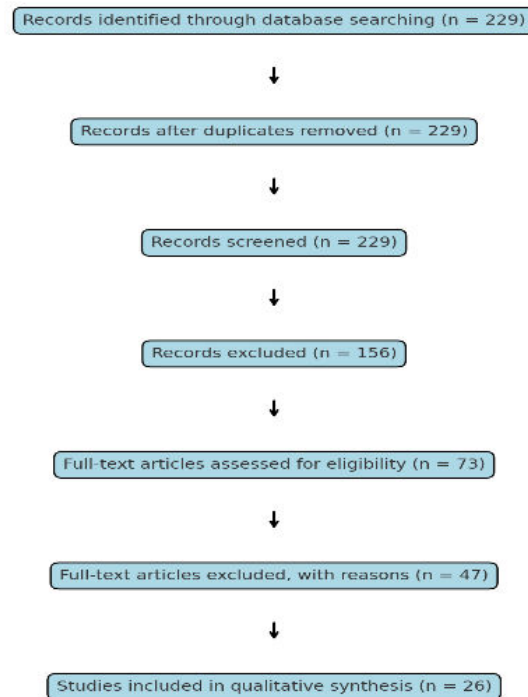 Records identified through database searching (n = 229)
Records after duplicates removed (n = 229)
Records screened (n = 229)
Records excluded (n = 156)
Full-text articles assessed for eligibility (n = 73)
Full-text articles excluded, with reasons (n = 47)
Studies included in qualitative synthesis (n = 26)